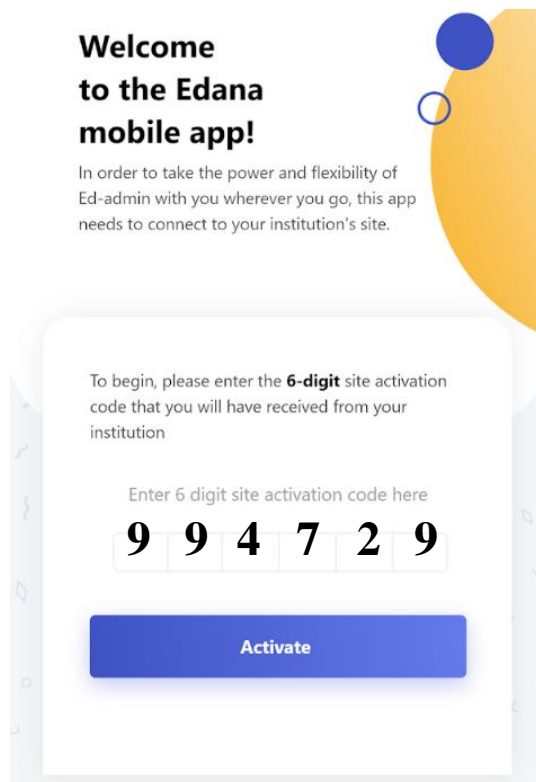 Welcome
to the Edana
mobile app!
In order to take the power and flexibility of
Ed-admin with you wherever you go, this app
needs to connect to your institution's site.
To begin, please enter the 6-digit site activation
code that you will have received from your
institution
Enter 6 digit site activation code here
9 9 4 7 2 9
Activate